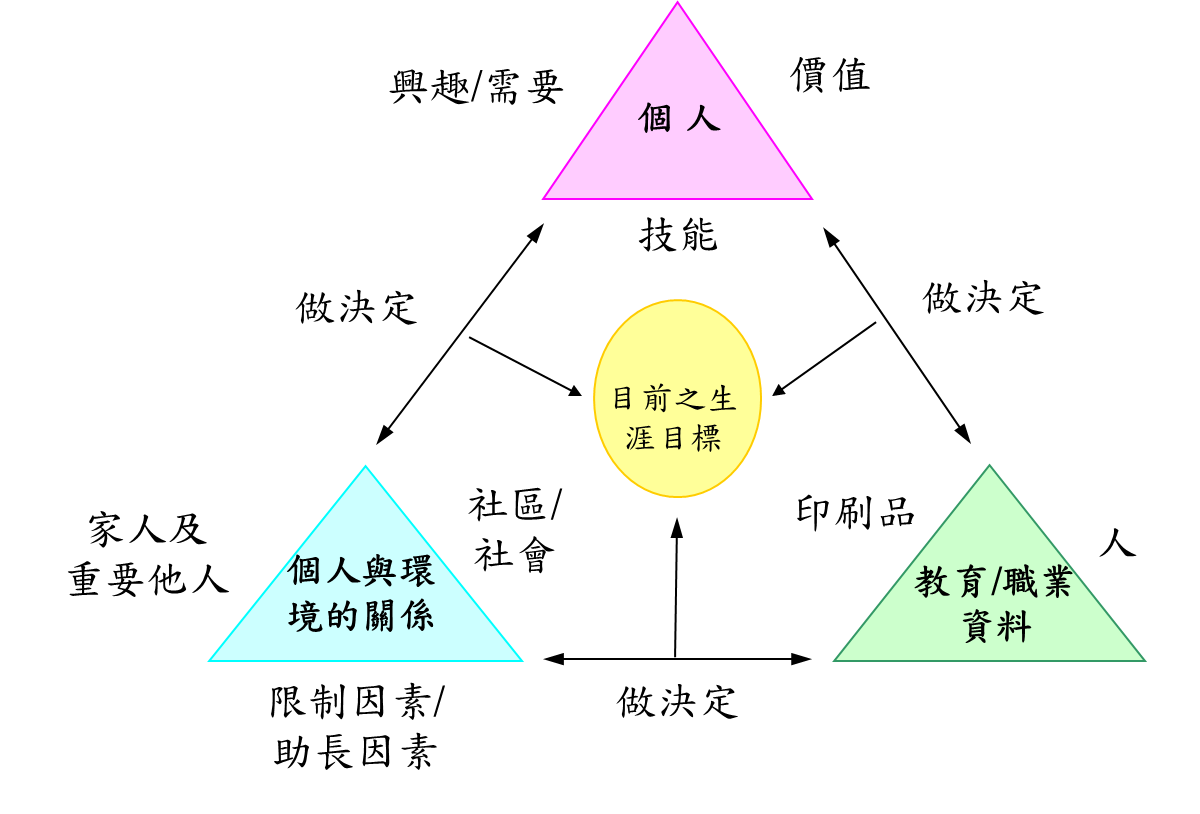 興趣/需要
價值
個人
技能
做決定
做決定
目前之生
涯目標
社區/
社會
家人及
重要他人
個人與環
境的關係
印刷品
人
教育/職業
資料
限制因素/
助長因素
做決定